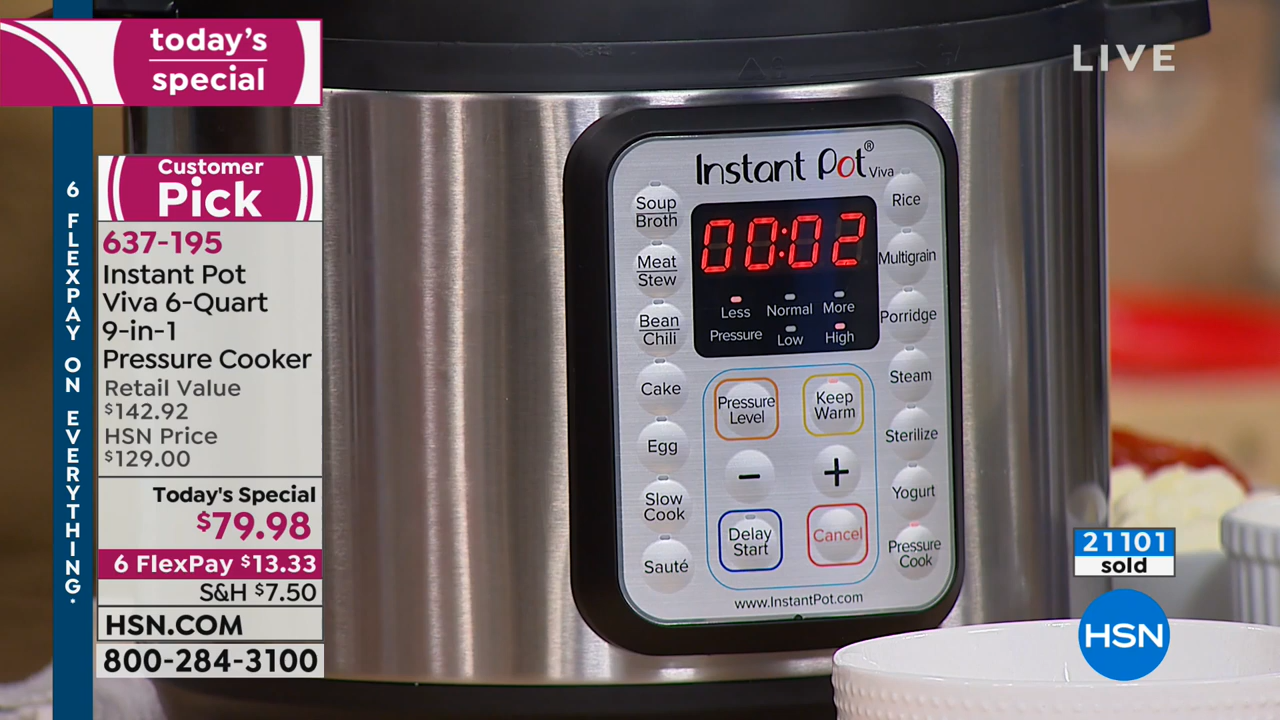 today's
special
LIVE
6 FLEXPAY ON EVERYTHING.*
Customer
Pick
637-195
Instant Pot
Viva 6-Quart
9-in-1
Pressure Cooker
Retail Value
$142.92
HSN Price
$129.00
Today's Special
$79.98
6 FlexPay $13.33
S&H $7.50
HSN.COM
800-284-3100
Instant Pot® Viva
00:02
Less Normal More
Pressure Low High
Soup
Broth
Meat
Stew
Bean
Chili
Cake
Egg
Slow
Cook
Sauté
Pressure
Level
Keep
Warm
-
+
Delay
Start
Cancel
Rice
Multigrain
Porridge
Steam
Sterilize
Yogurt
Pressure
Cook
www.InstantPot.com
21101
sold
HSN